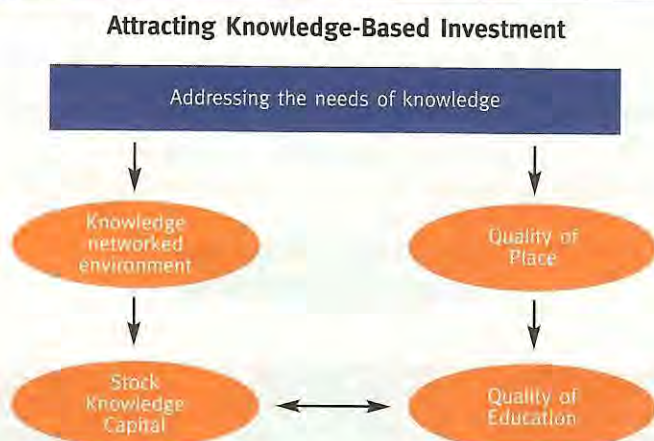 Attracting Knowledge-Based Investment
Addressing the needs of knowledge
Knowledge
networked
environment
Quality of
Place
Stock
Knowledge
Capital
Quality of
Education